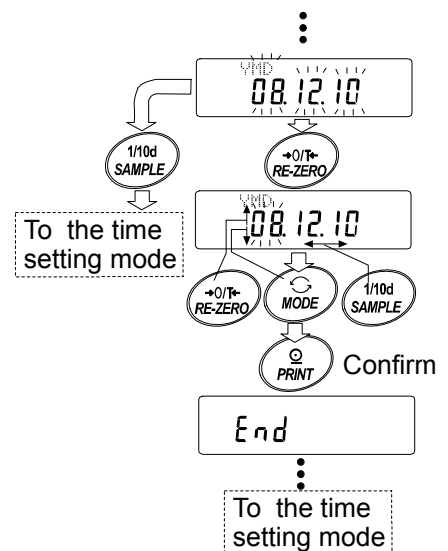 YMD
08.12.10
1/10d
SAMPLE
→0/T←
RE-ZERO
To the time
setting mode
YMD
08.12.10
→0/T←
RE-ZERO
MODE
1/10d
SAMPLE
PRINT
Confirm
End
To the time
setting mode